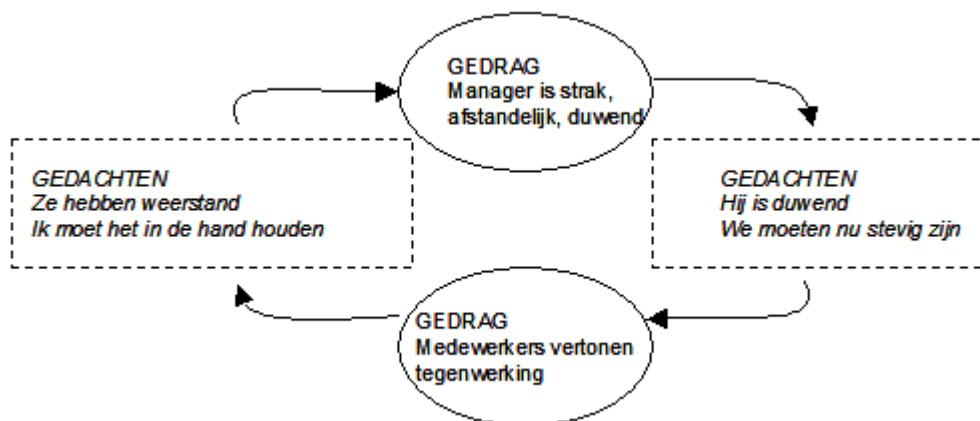 GEDRAG
Manager is strak,
afstandelijk, duwend
GEDACHTEN
Ze hebben weerstand
Ik moet het in de hand houden
GEDACHTEN
Hij is duwend
We moeten nu stevig zijn
GEDRAG
Medewerkers vertonen
tegenwerking